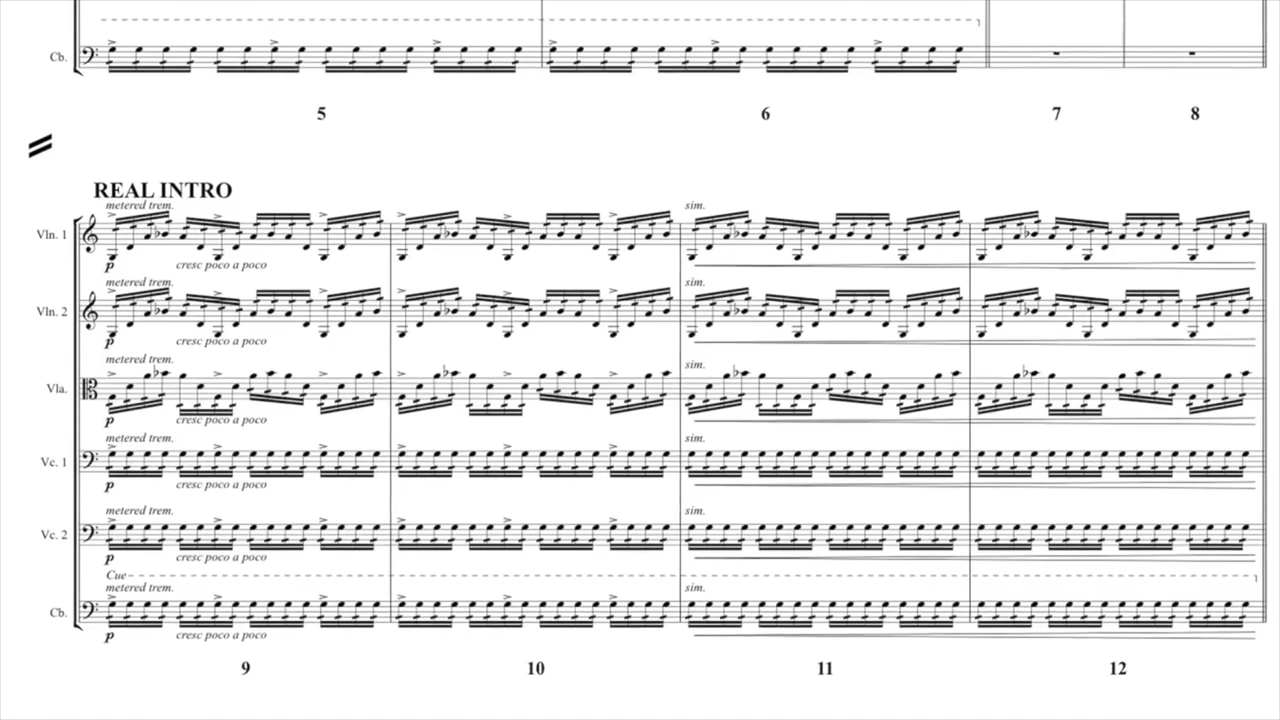 Cb.
5 6 7 8
REAL INTRO
metered trem. sim.
Vln. 1
p cresc poco a poco
metered trem. sim.
Vln. 2
p cresc poco a poco
metered trem. sim.
Vla.
p cresc poco a poco
metered trem. sim.
Vc. 1
p cresc poco a poco
metered trem. sim.
Vc. 2
p cresc poco a poco
Cue
metered trem. sim.
Cb.
p cresc poco a poco
9 10 11 12